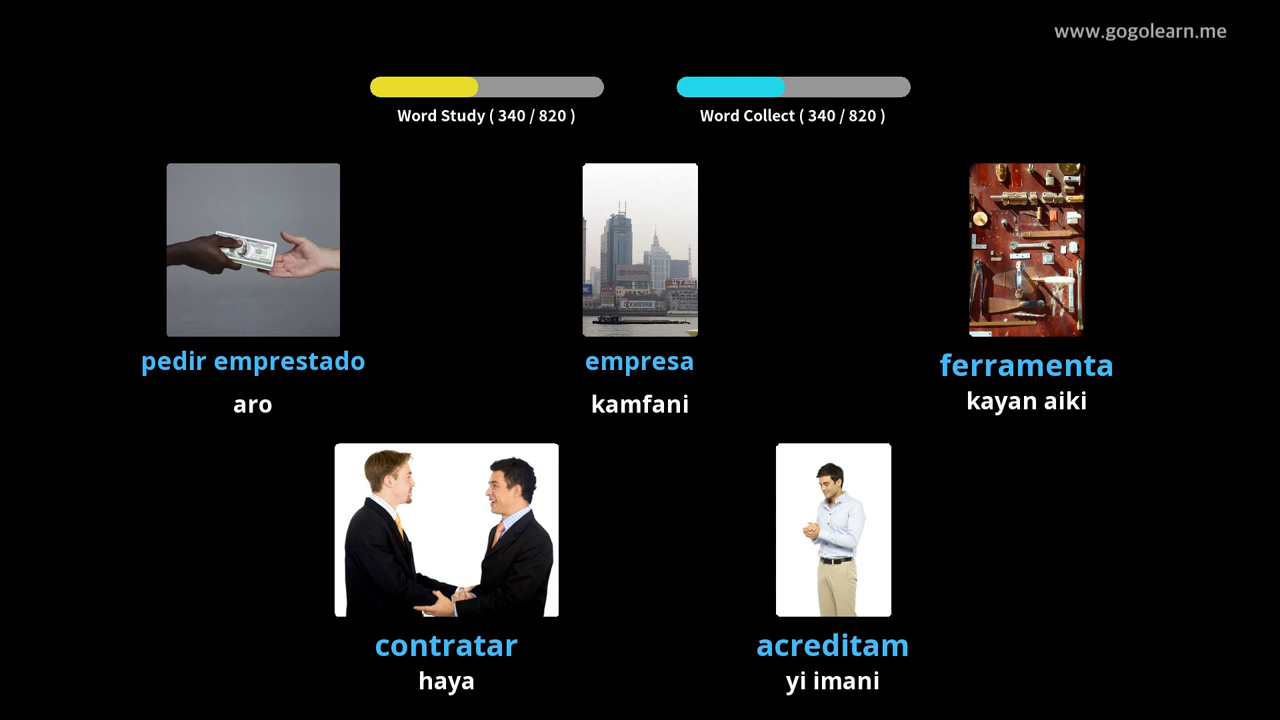 www.gogolearn.me
Word Study ( 340 / 820 )
Word Collect ( 340 / 820 )
TOYOTA
pedir emprestado
empresa
ferramenta
aro
kamfani
kayan aiki
contratar
acreditam
haya
yi imani